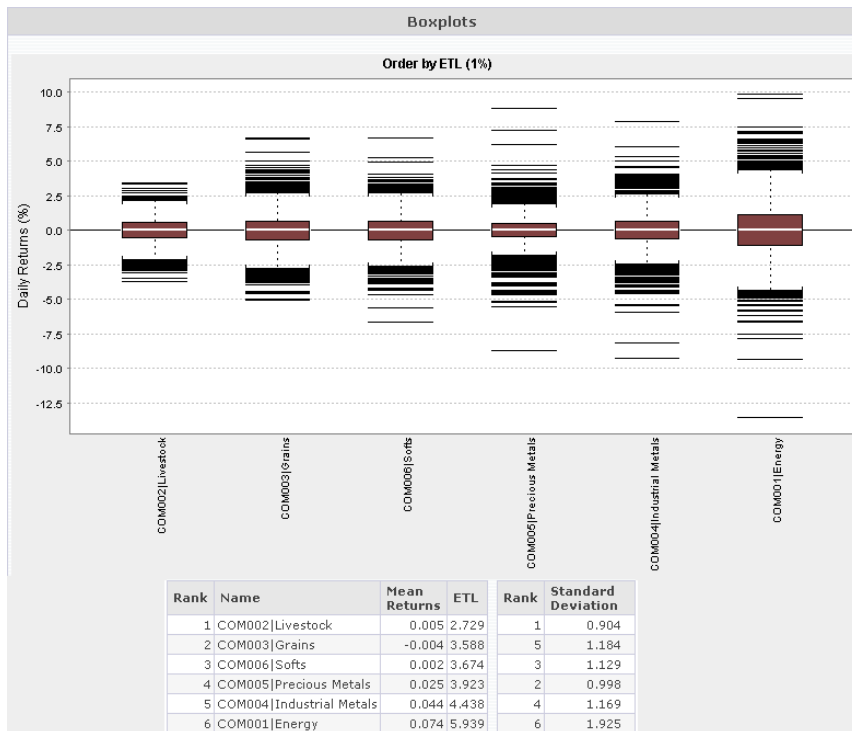 Boxplots
Order by ETL (1%)
Daily Returns (%)
10.0
7.5
5.0
2.5
0.0
-2.5
-5.0
-7.5
-10.0
-12.5
COM002|Livestock
COM003|Grains
COM006|Softs
COM005|Precious Metals
COM004|Industrial Metals
COM001|Energy
Rank Name Mean Returns ETL Rank Standard Deviation
1 COM002|Livestock 0.005 2.729 1 0.904
2 COM003|Grains -0.004 3.588 5 1.184
3 COM006|Softs 0.002 3.674 3 1.129
4 COM005|Precious Metals 0.025 3.923 2 0.998
5 COM004|Industrial Metals 0.044 4.438 4 1.169
6 COM001|Energy 0.074 5.939 6 1.925